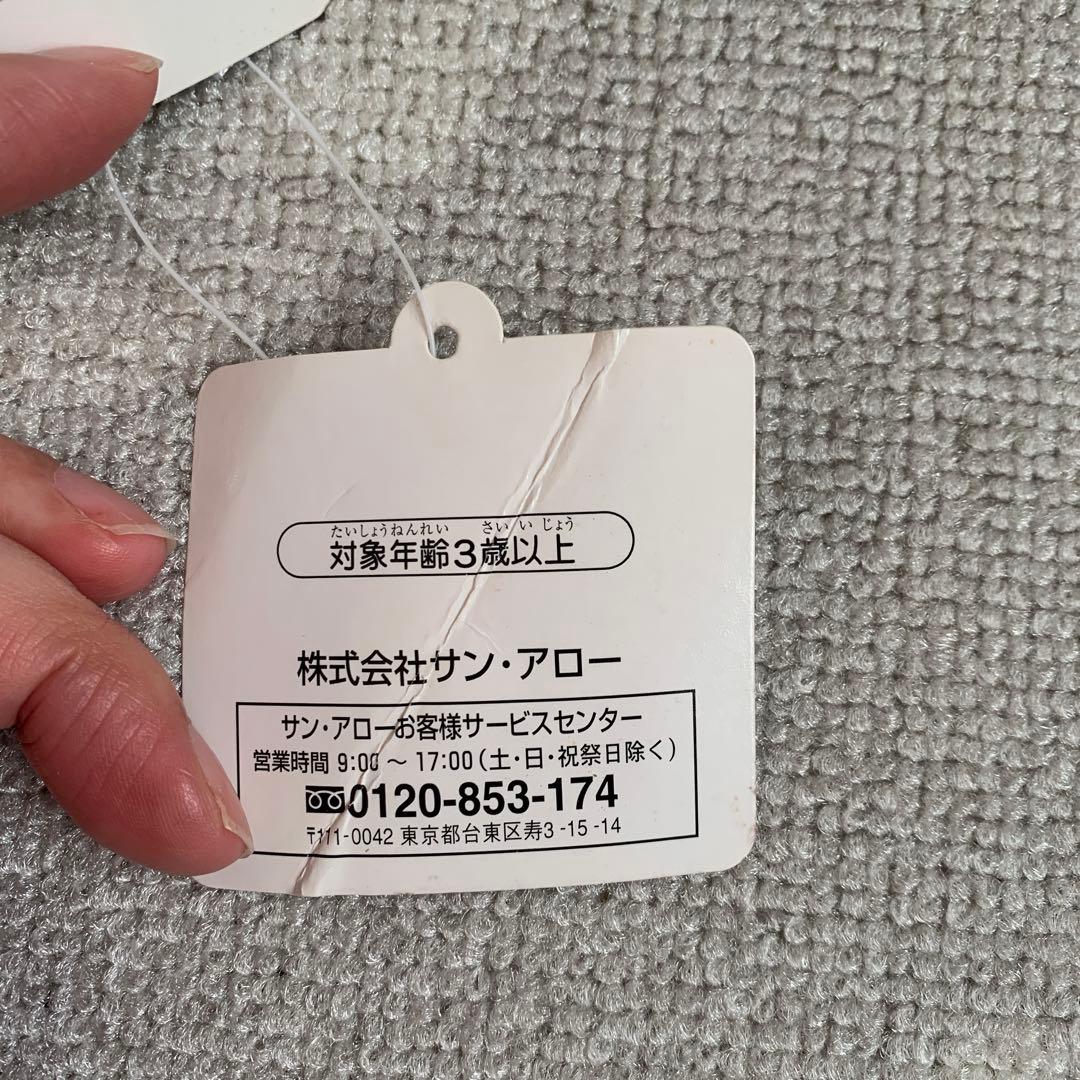 たいしょうねんれい さい い じょう
対象年齢3歳以上
株式会社サン・アロー
サン・アローお客様サービスセンター
営業時間 9:00 ～ 17:00（土・日・祝祭日除く）
0120-853-174
〒111-0042 東京都台東区寿3-15-14